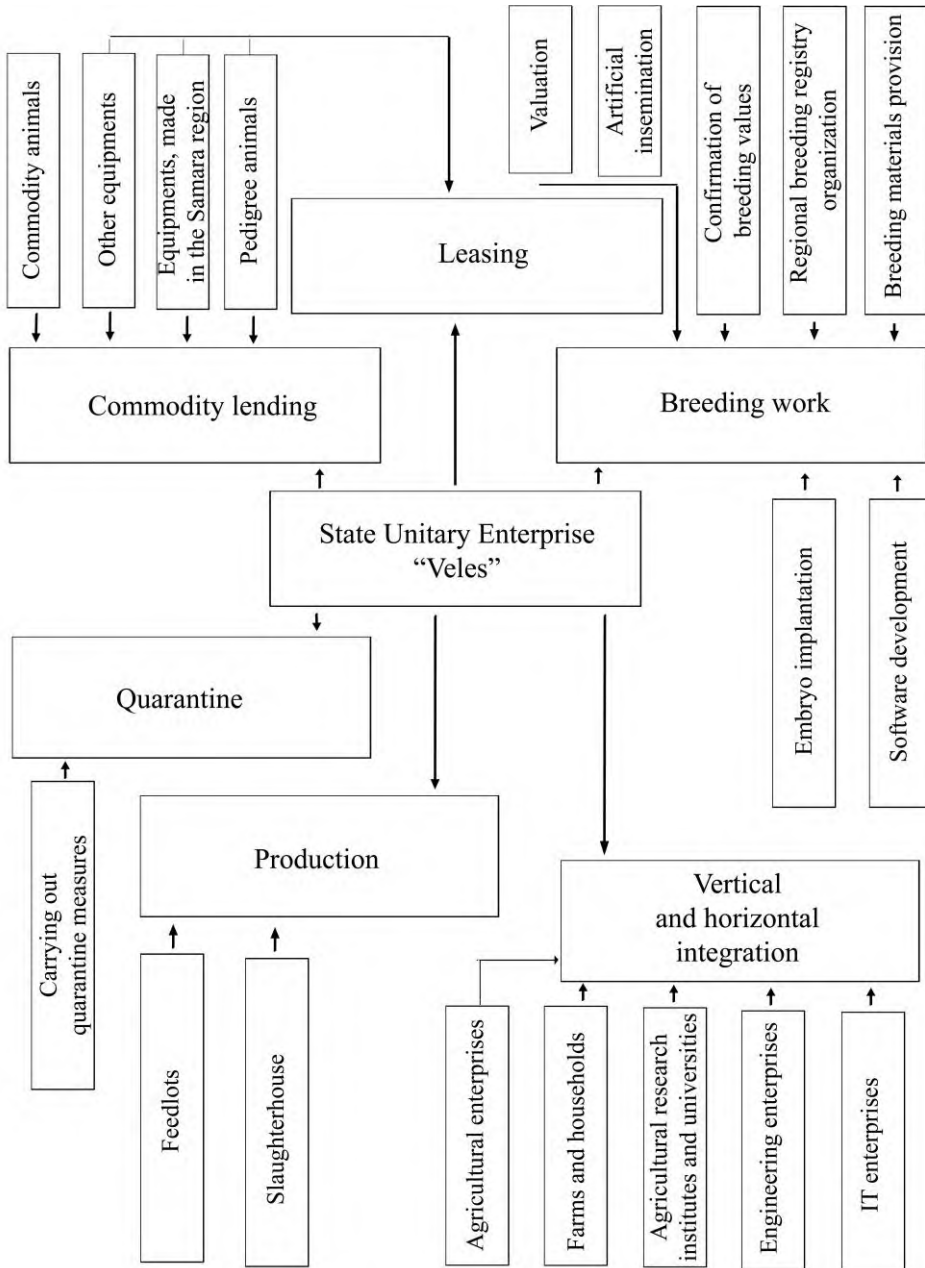 Commodity animals
Other equipments
Equipments, made
in the Samara region
Pedigree animals
Valuation
Artificial
insemination
Confirmation of
breeding values
Regional breeding registry
organization
Breeding materials provision
Leasing
Commodity lending
Breeding work
State Unitary Enterprise
“Veles”
Embryo implantation
Software development
Quarantine
Carrying out
quarantine measures
Production
Feedlots
Slaughterhouse
Vertical
and horizontal
integration
Agricultural enterprises
Farms and households
Agricultural research
institutes and universities
Engineering enterprises
IT enterprises